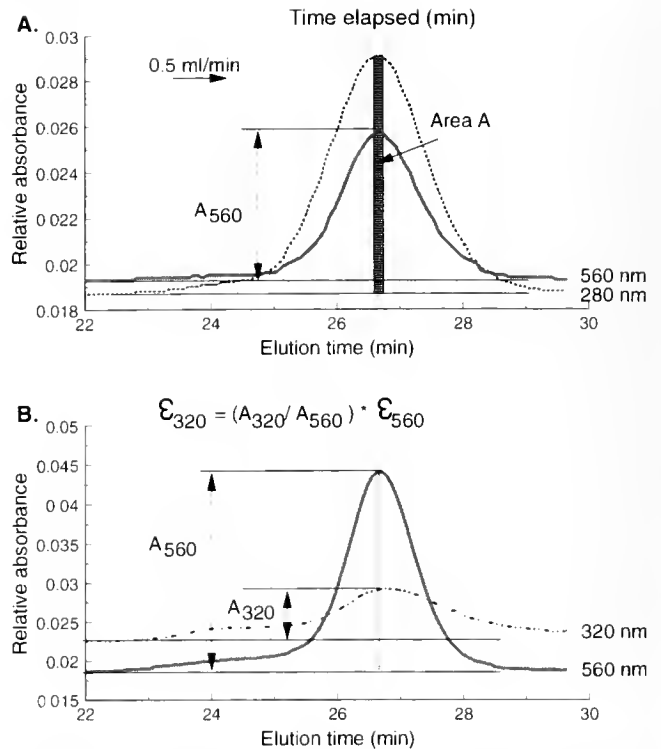 A.
Time elapsed (min)
0.03
0.5 ml/min
0.028
Area A
0.026
0.024
A560
0.022
0.02
0.018
Relative absorbance
560 nm
280 nm
22 24 26 28 30
Elution time (min)
B.
ε320 = (A320/A560) * ε560
0.045
0.04
A560
0.035
0.03
A320
0.025
0.02
0 015
Relative absorbance
320 nm
560 nm
22 24 26 28 30
Elution time (min)